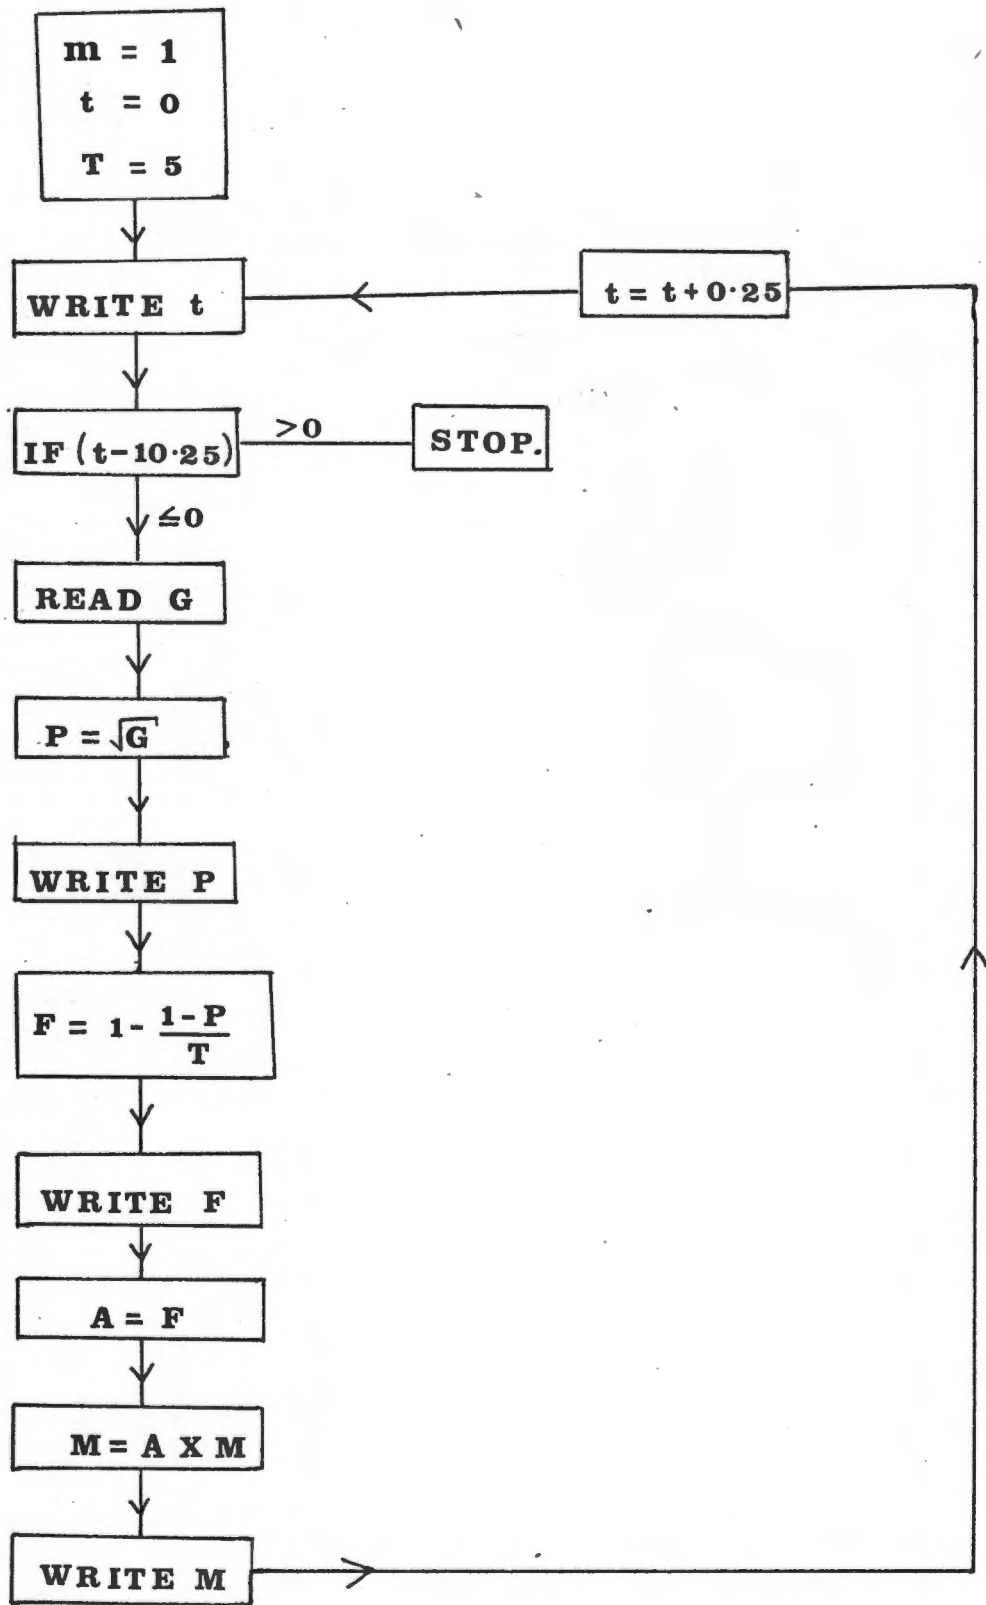 m = 1
t = 0
T = 5
WRITE t
t = t + 0·25
IF (t - 10·25)
>0
STOP.
≦0
READ G
P = √G
WRITE P
F = 1 - 1 - P
T
WRITE F
A = F
M = A X M
WRITE M